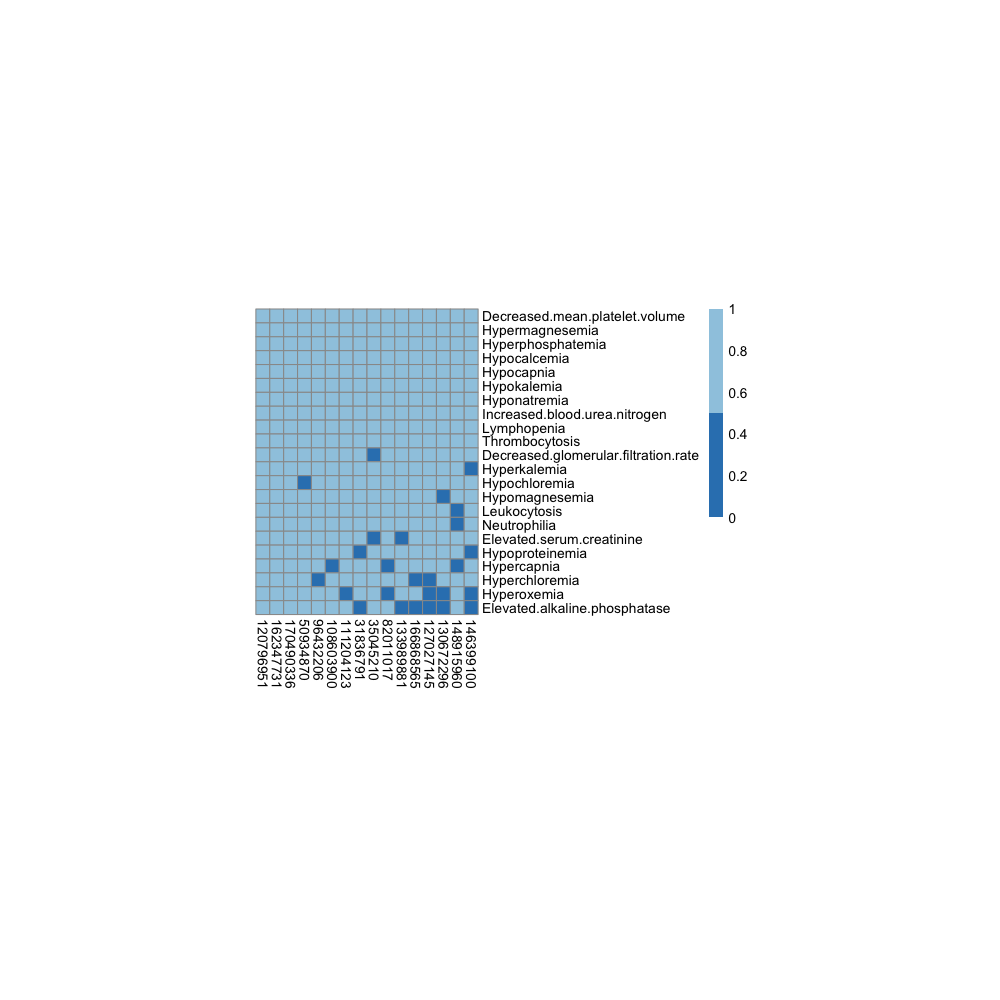 Decreased.mean.platelet.volume
Hypermagnesemia
Hyperphosphatemia
Hypocalcemia
Hypocapnia
Hypokalemia
Hyponatremia
Increased.blood.urea.nitrogen
Lymphopenia
Thrombocytosis
Decreased.glomerular.filtration.rate
Hyperkalemia
Hypochloremia
Hypomagnesemia
Leukocytosis
Neutrophilia
Elevated.serum.creatinine
Hypoproteinemia
Hypercapnia
Hyperchloremia
Hyperoxemia
Elevated.alkaline.phosphatase
1
0.8
0.6
0.4
0.2
0
120796951
162347731
170490336
50934870
96432206
108603900
111204123
31836791
35045210
82011017
133989881
166868565
127027145
130672296
148915960
146399100